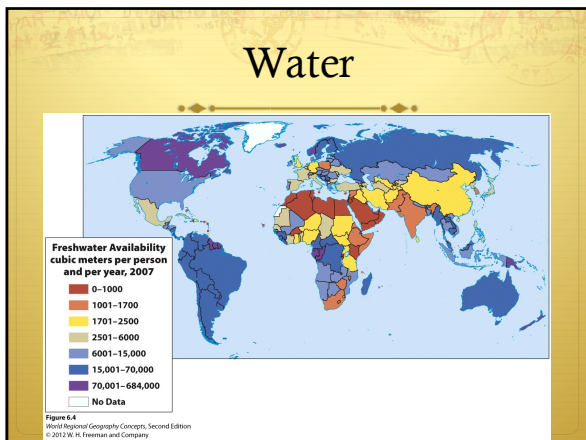 Water
Freshwater Availability
cubic meters per person
and per year, 2007
0–1000
1001–1700
1701–2500
2501–6000
6001–15,000
15,001–70,000
70,001–684,000
No Data
Figure 6.4
World Regional Geography Concepts, Second Edition
© 2012 W. H. Freeman and Company